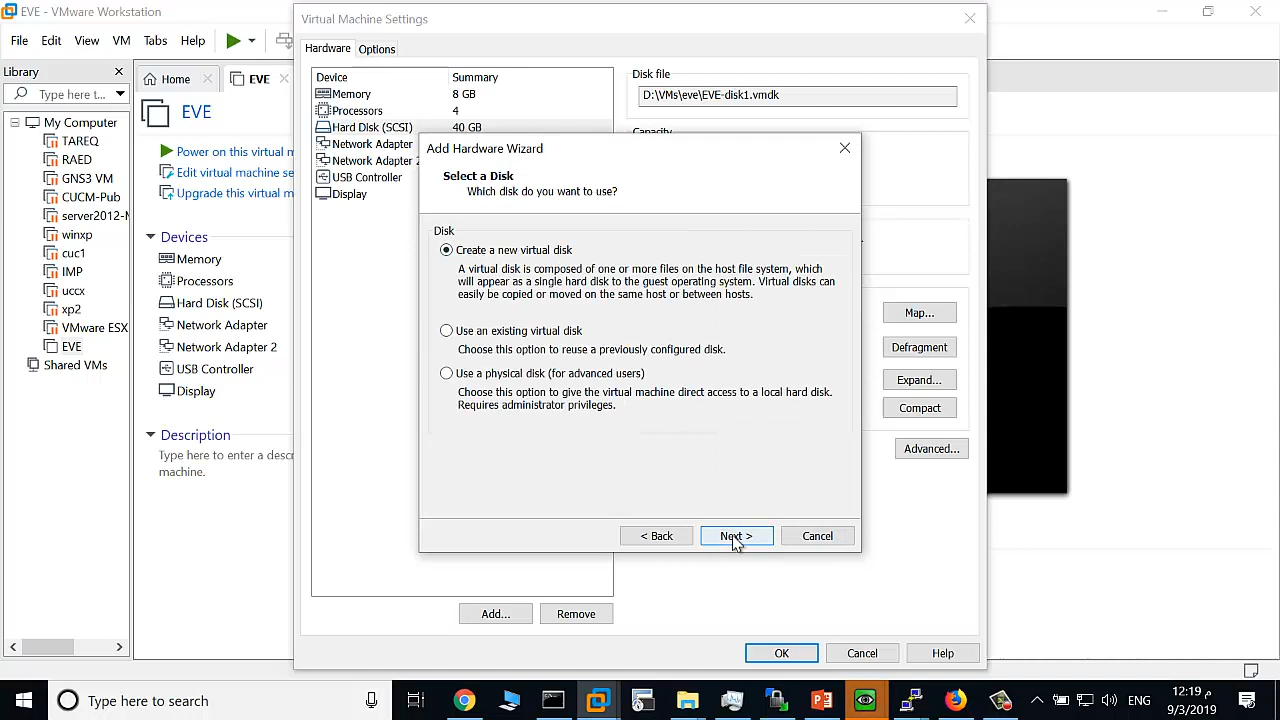 EVE - VMware Workstation
File Edit View VM Tabs Help
Library
Type here t...
My Computer
TAREQ
RAED
GNS3 VM
CUCM-Pub
server2012-
winxp
cuc1
IMP
uccx
xp2
VMware ESX
EVE
Shared VMs
Home
EVE
EVE
Power on this virtual m
Edit virtual machine se
Upgrade this virtual m
Devices
Memory
Processors
Hard Disk (SCSI)
Network Adapter
Network Adapter 2
USB Controller
Display
Description
Type here to enter a descr
machine.
Virtual Machine Settings
Hardware Options
Device Summary
Memory 8 GB
Processors 4
Hard Disk (SCSI) 40 GB
Network Adapter
Network Adapter 2
USB Controller
Display
Disk file
D:\VMs\eve\EVE-disk1.vmdk
Capacity
Map...
Defragment
Expand...
Compact
Advanced...
Add Hardware Wizard
Select a Disk
Which disk do you want to use?
Disk
Create a new virtual disk
A virtual disk is composed of one or more files on the host file system, which
will appear as a single hard disk to the guest operating system. Virtual disks can
easily be copied or moved on the same host or between hosts.
Use an existing virtual disk
Choose this option to reuse a previously configured disk.
Use a physical disk (for advanced users)
Choose this option to give the virtual machine direct access to a local hard disk.
Requires administrator privileges.
< Back Next > Cancel
Add... Remove
OK Cancel Help
Type here to search
ENG
12:19 م
9/3/2019